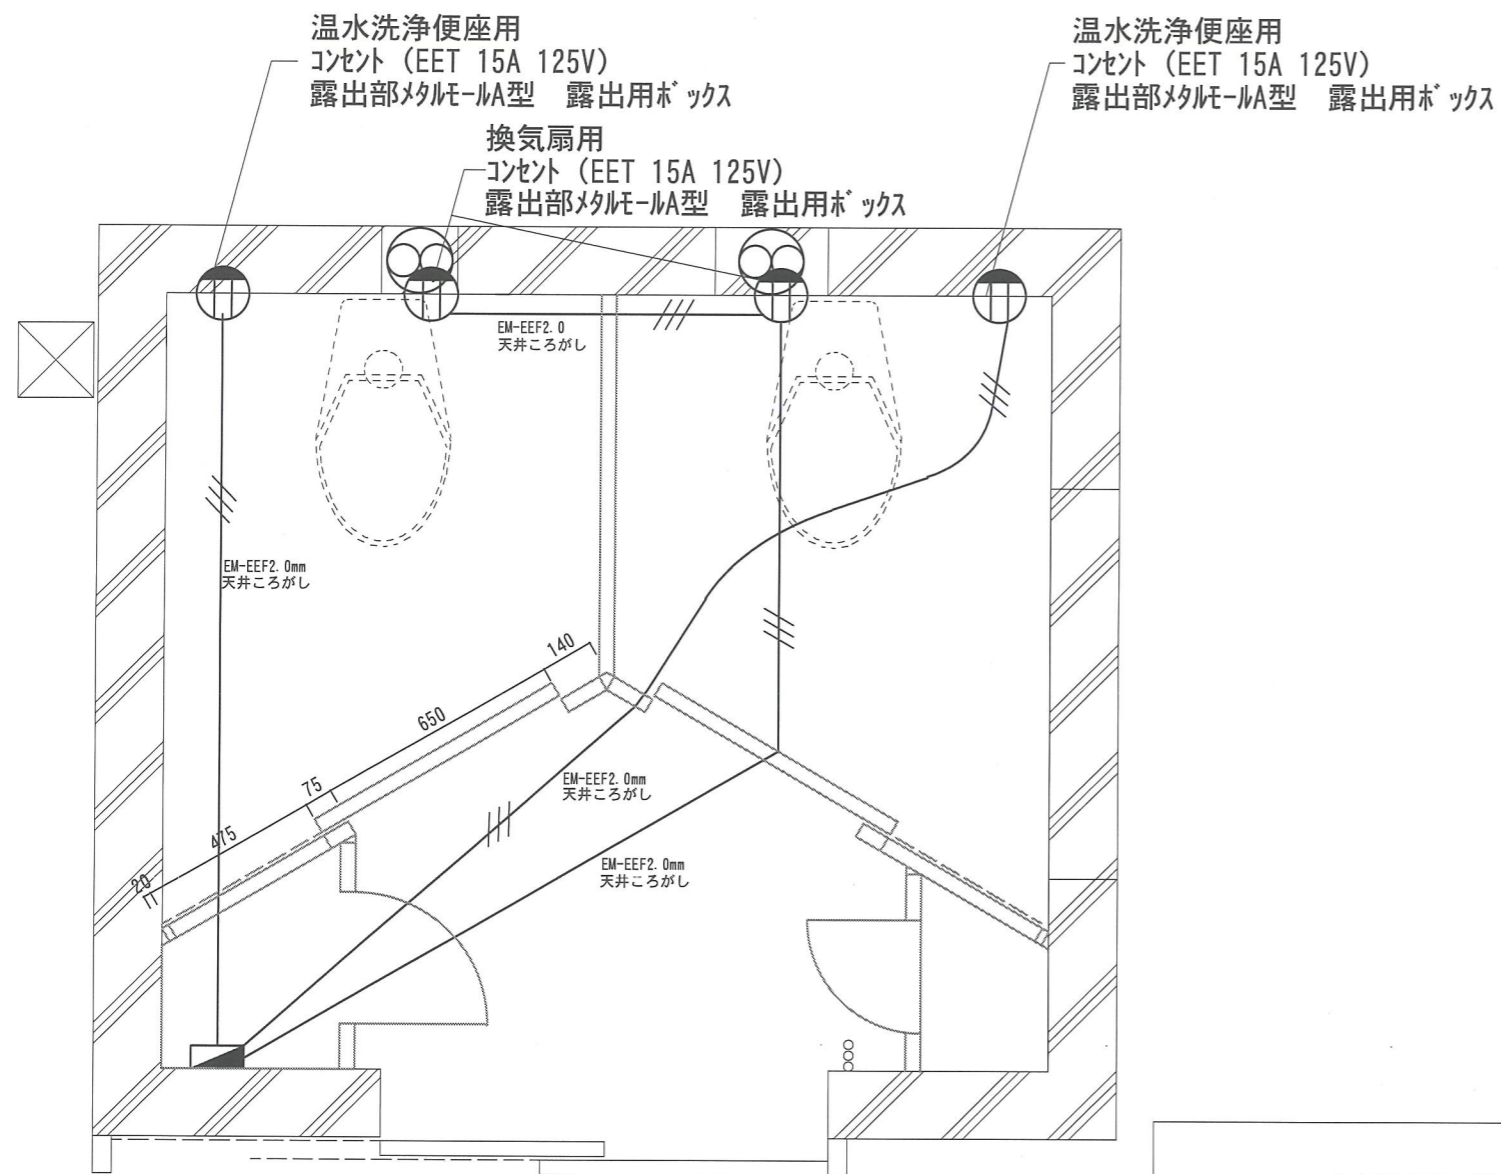 温水洗浄便座用
コンセント (EET 15A 125V)
露出部メタルモールA型　露出用ボックス
温水洗浄便座用
コンセント (EET 15A 125V)
露出部メタルモールA型　露出用ボックス
換気扇用
コンセント (EET 15A 125V)
露出部メタルモールA型　露出用ボックス
EM-EEF2.0
天井ころがし
EM-EEF2.0mm
天井ころがし
140
650
75
475
20
EM-EEF2.0mm
天井ころがし
EM-EEF2.0mm
天井ころがし